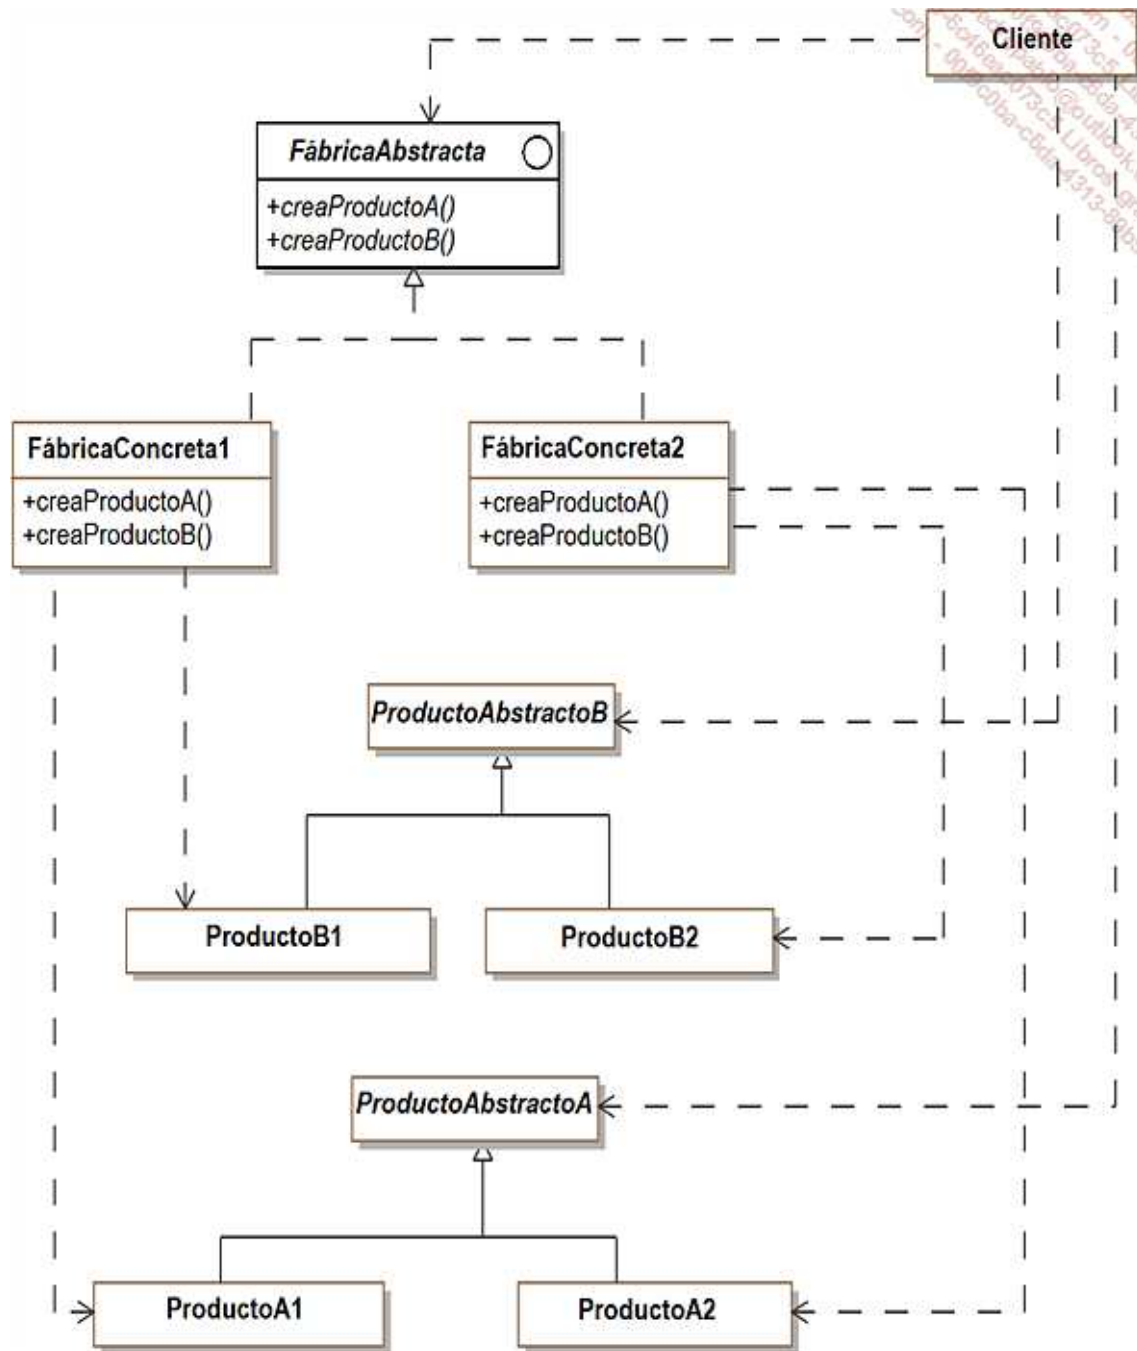 Cliente
FábricaAbstracta
+creaProductoA()
+creaProductoB()
FábricaConcreta1
+creaProductoA()
+creaProductoB()
FábricaConcreta2
+creaProductoA()
+creaProductoB()
ProductoAbstractoB
ProductoB1
ProductoB2
ProductoAbstractoA
ProductoA1
ProductoA2